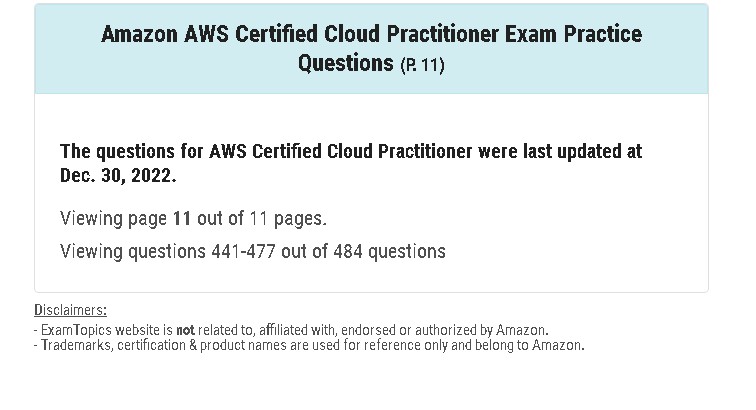 Amazon AWS Certified Cloud Practitioner Exam Practice
Questions (P. 11)
The questions for AWS Certified Cloud Practitioner were last updated at
Dec. 30, 2022.
Viewing page 11 out of 11 pages.
Viewing questions 441-477 out of 484 questions
Disclaimers:
- ExamTopics website is not related to, affiliated with, endorsed or authorized by Amazon.
- Trademarks, certification & product names are used for reference only and belong to Amazon.